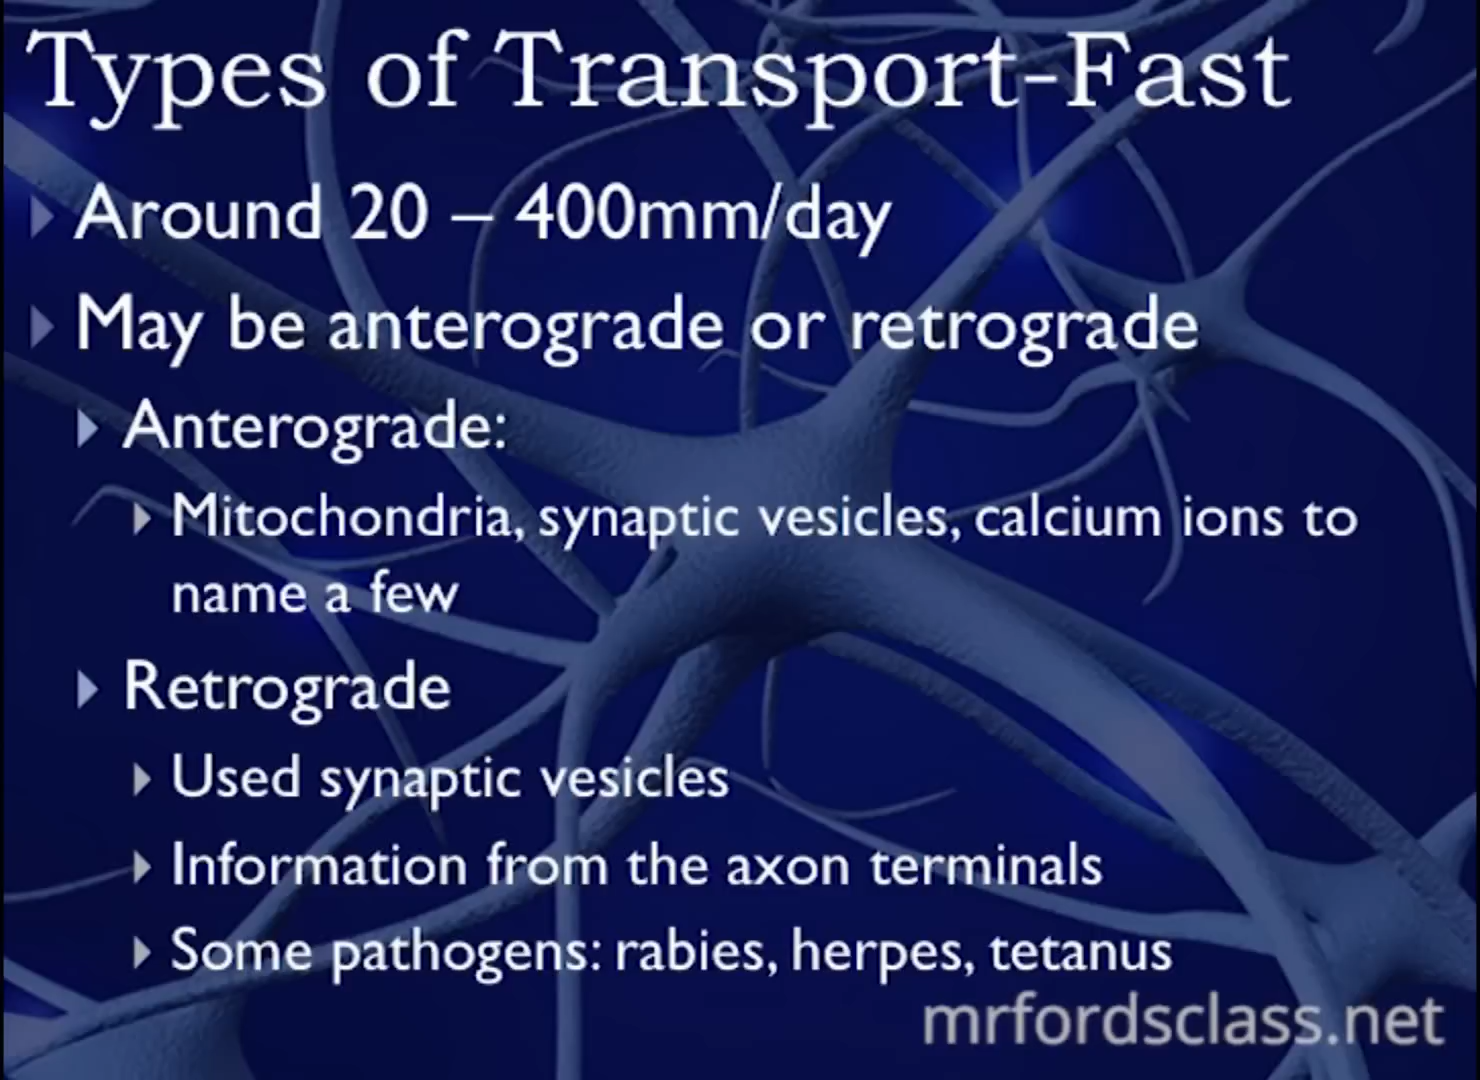 Types of Transport-Fast
Around 20 – 400mm/day
May be anterograde or retrograde
Anterograde:
Mitochondria, synaptic vesicles, calcium ions to
name a few
Retrograde
Used synaptic vesicles
Information from the axon terminals
Some pathogens: rabies, herpes, tetanus
mrfordsclass.net